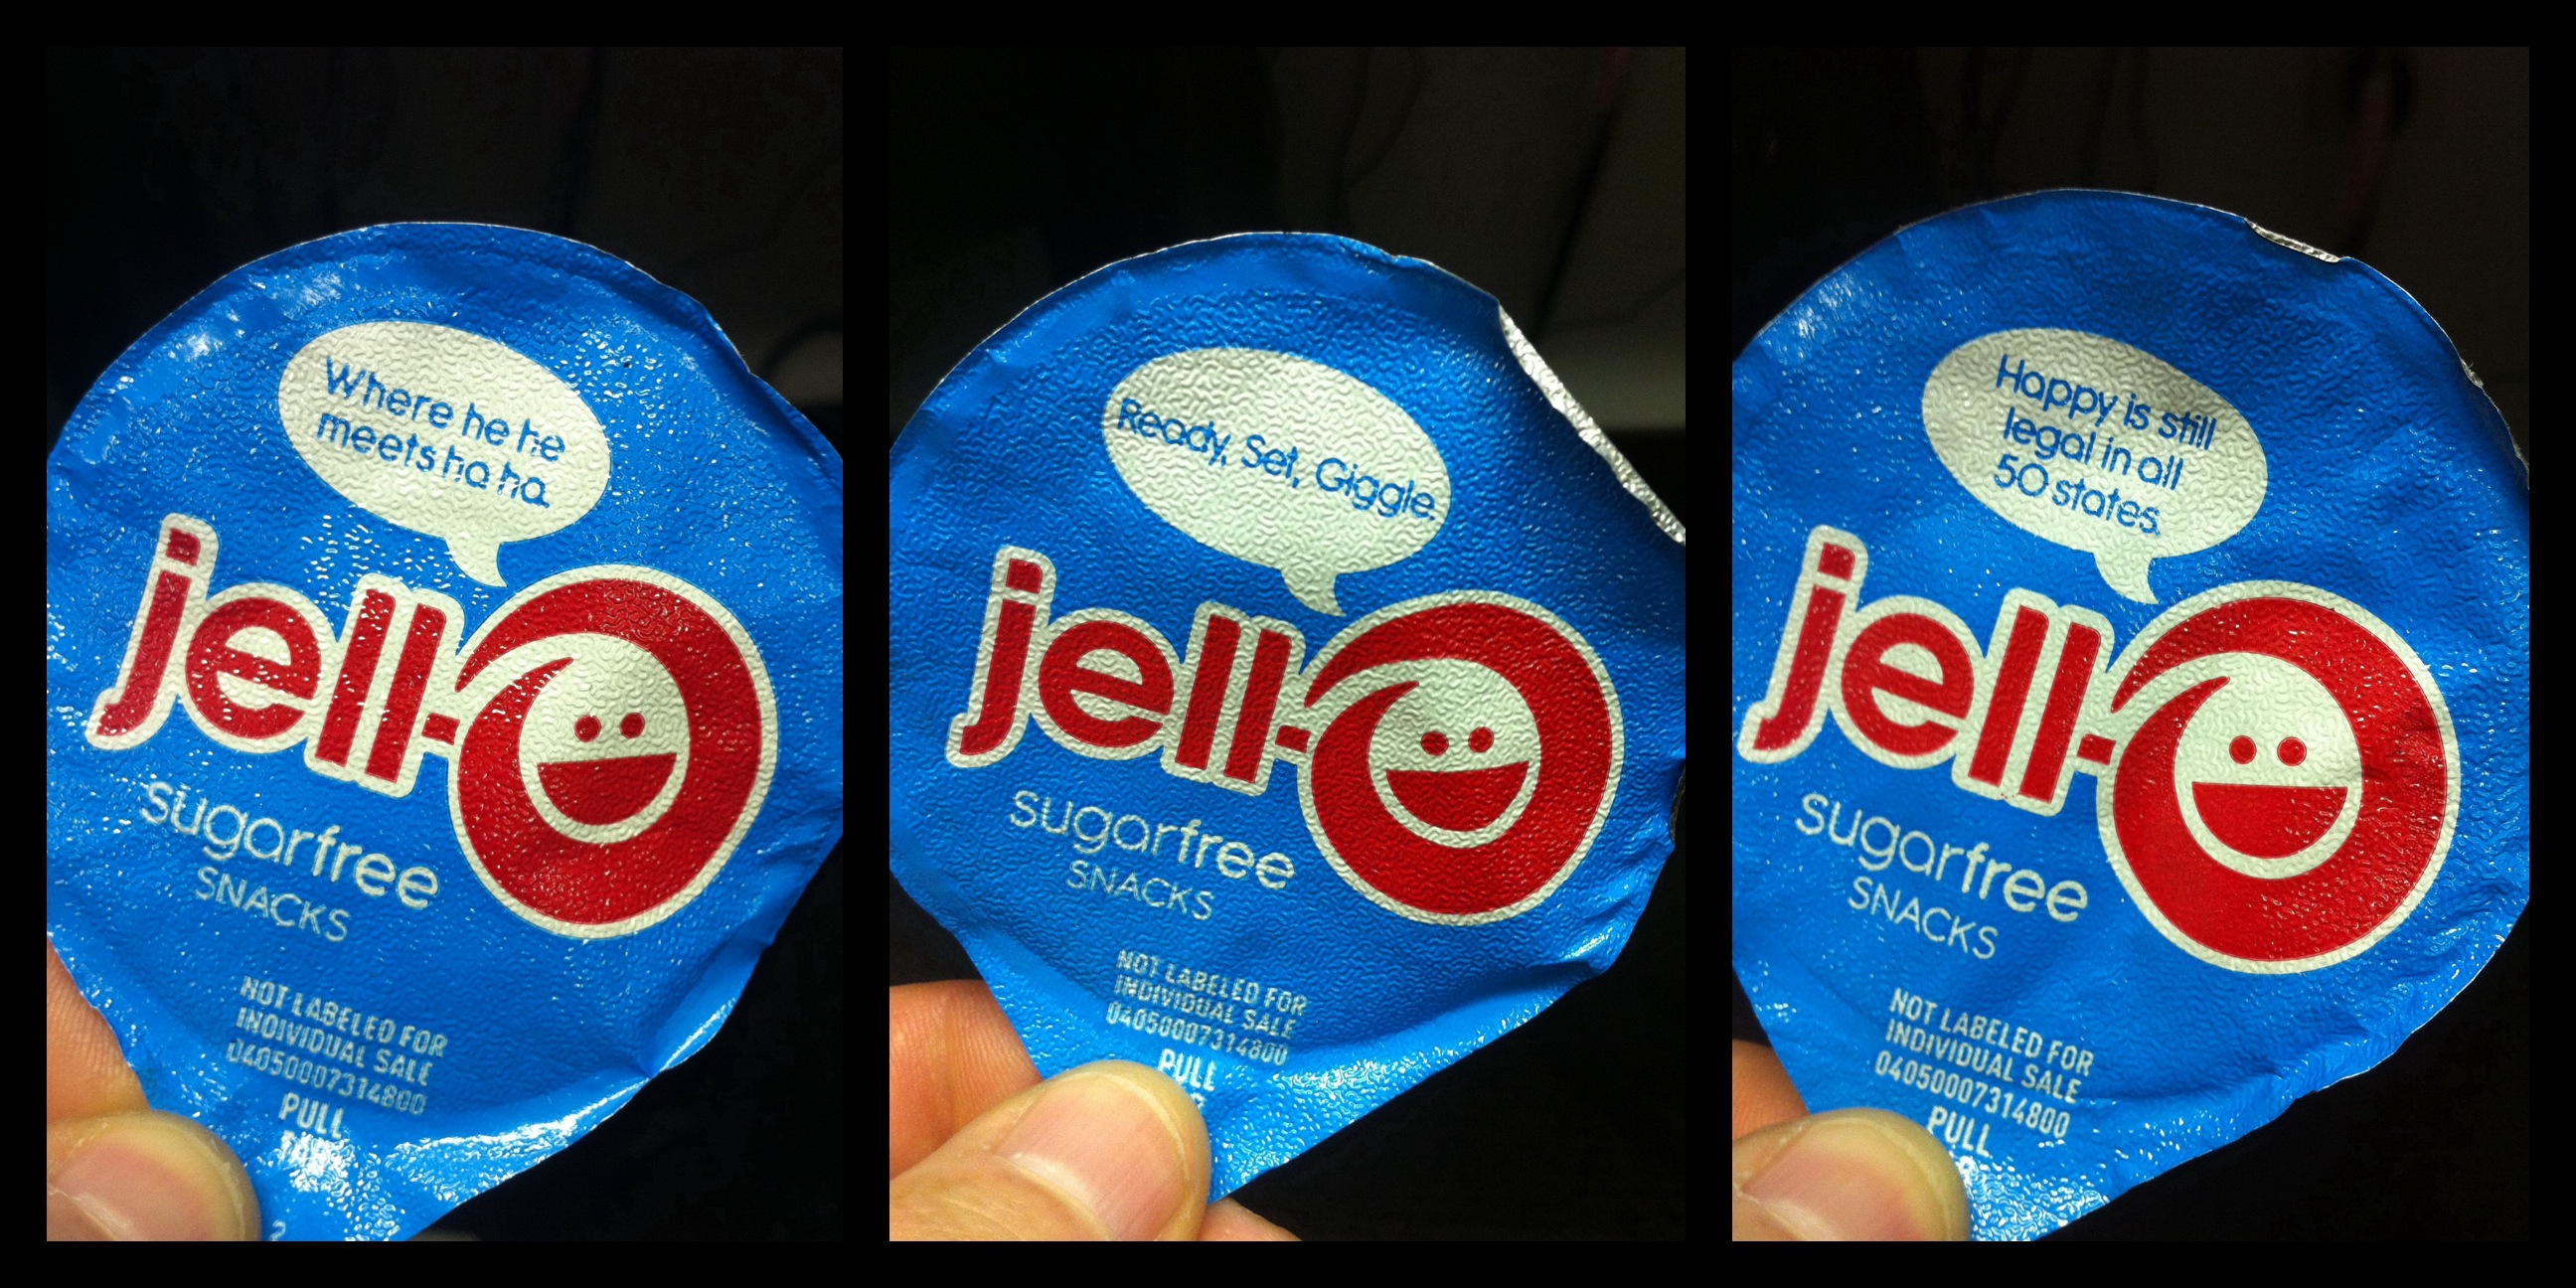 Where he he
meets ha ha.
jell-O
sugarfree
SNACKS
NOT LABELED FOR
INDIVIDUAL SALE
04050007314800
PULL
2
Ready, Set, Giggle.
jell-O
sugarfree
SNACKS
NOT LABELED FOR
INDIVIDUAL SALE
04050007314800
PULL
Happy is still
legal in all
50 states.
jell-O
sugarfree
SNACKS
NOT LABELED FOR
INDIVIDUAL SALE
04050007314800
PULL